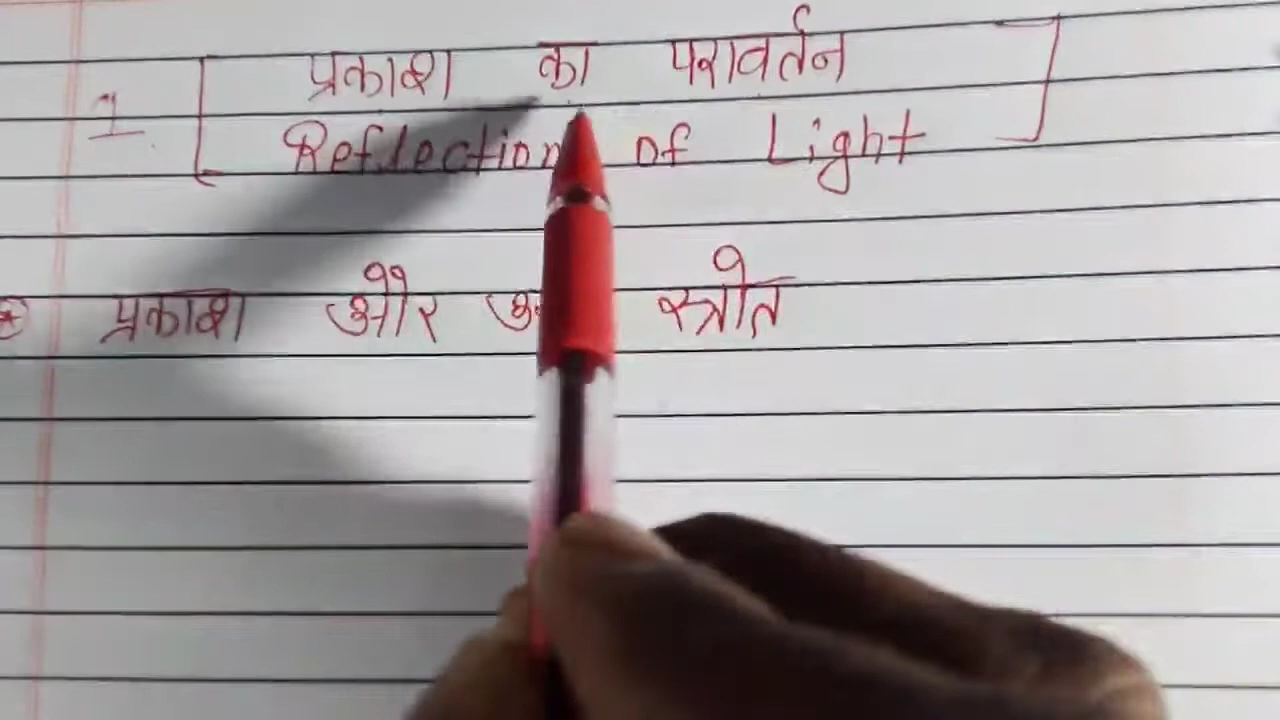 1 [ प्रकाश का परावर्तन ]
Reflection of Light
प्रकाश और स्त्रोत